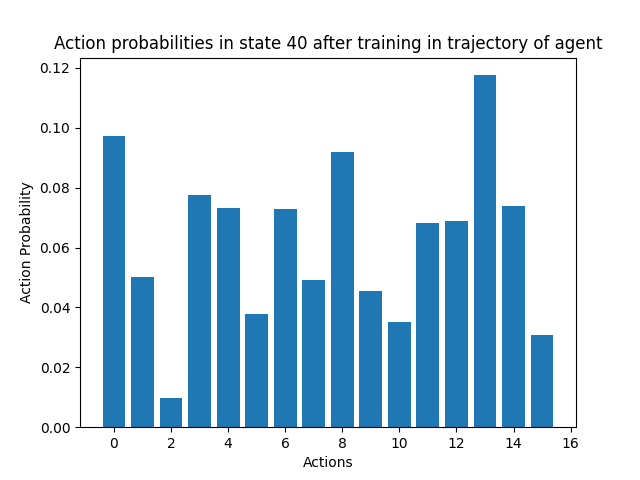 Action probabilities in state 40 after training in trajectory of agent
0.12
0.10
0.08
0.06
0.04
0.02
0.00
Action Probability
0 2 4 6 8 10 12 14 16
Actions